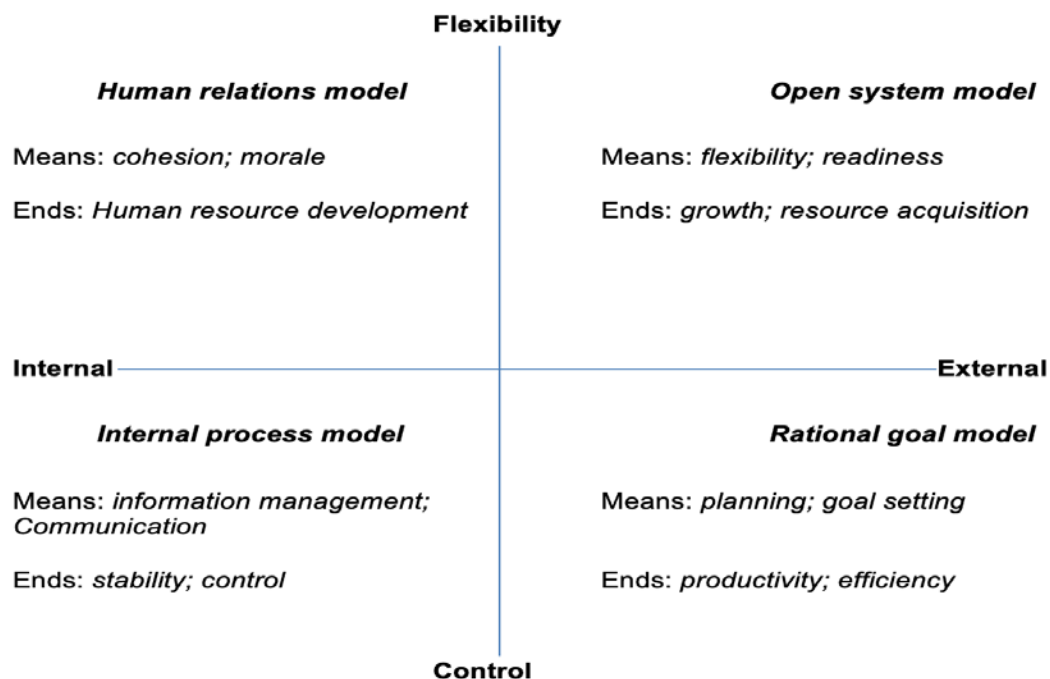 Flexibility
Human relations model
Means: cohesion; morale
Ends: Human resource development
Open system model
Means: flexibility; readiness
Ends: growth; resource acquisition
Internal
External
Internal process model
Means: information management;
Communication
Ends: stability; control
Rational goal model
Means: planning; goal setting
Ends: productivity; efficiency
Control